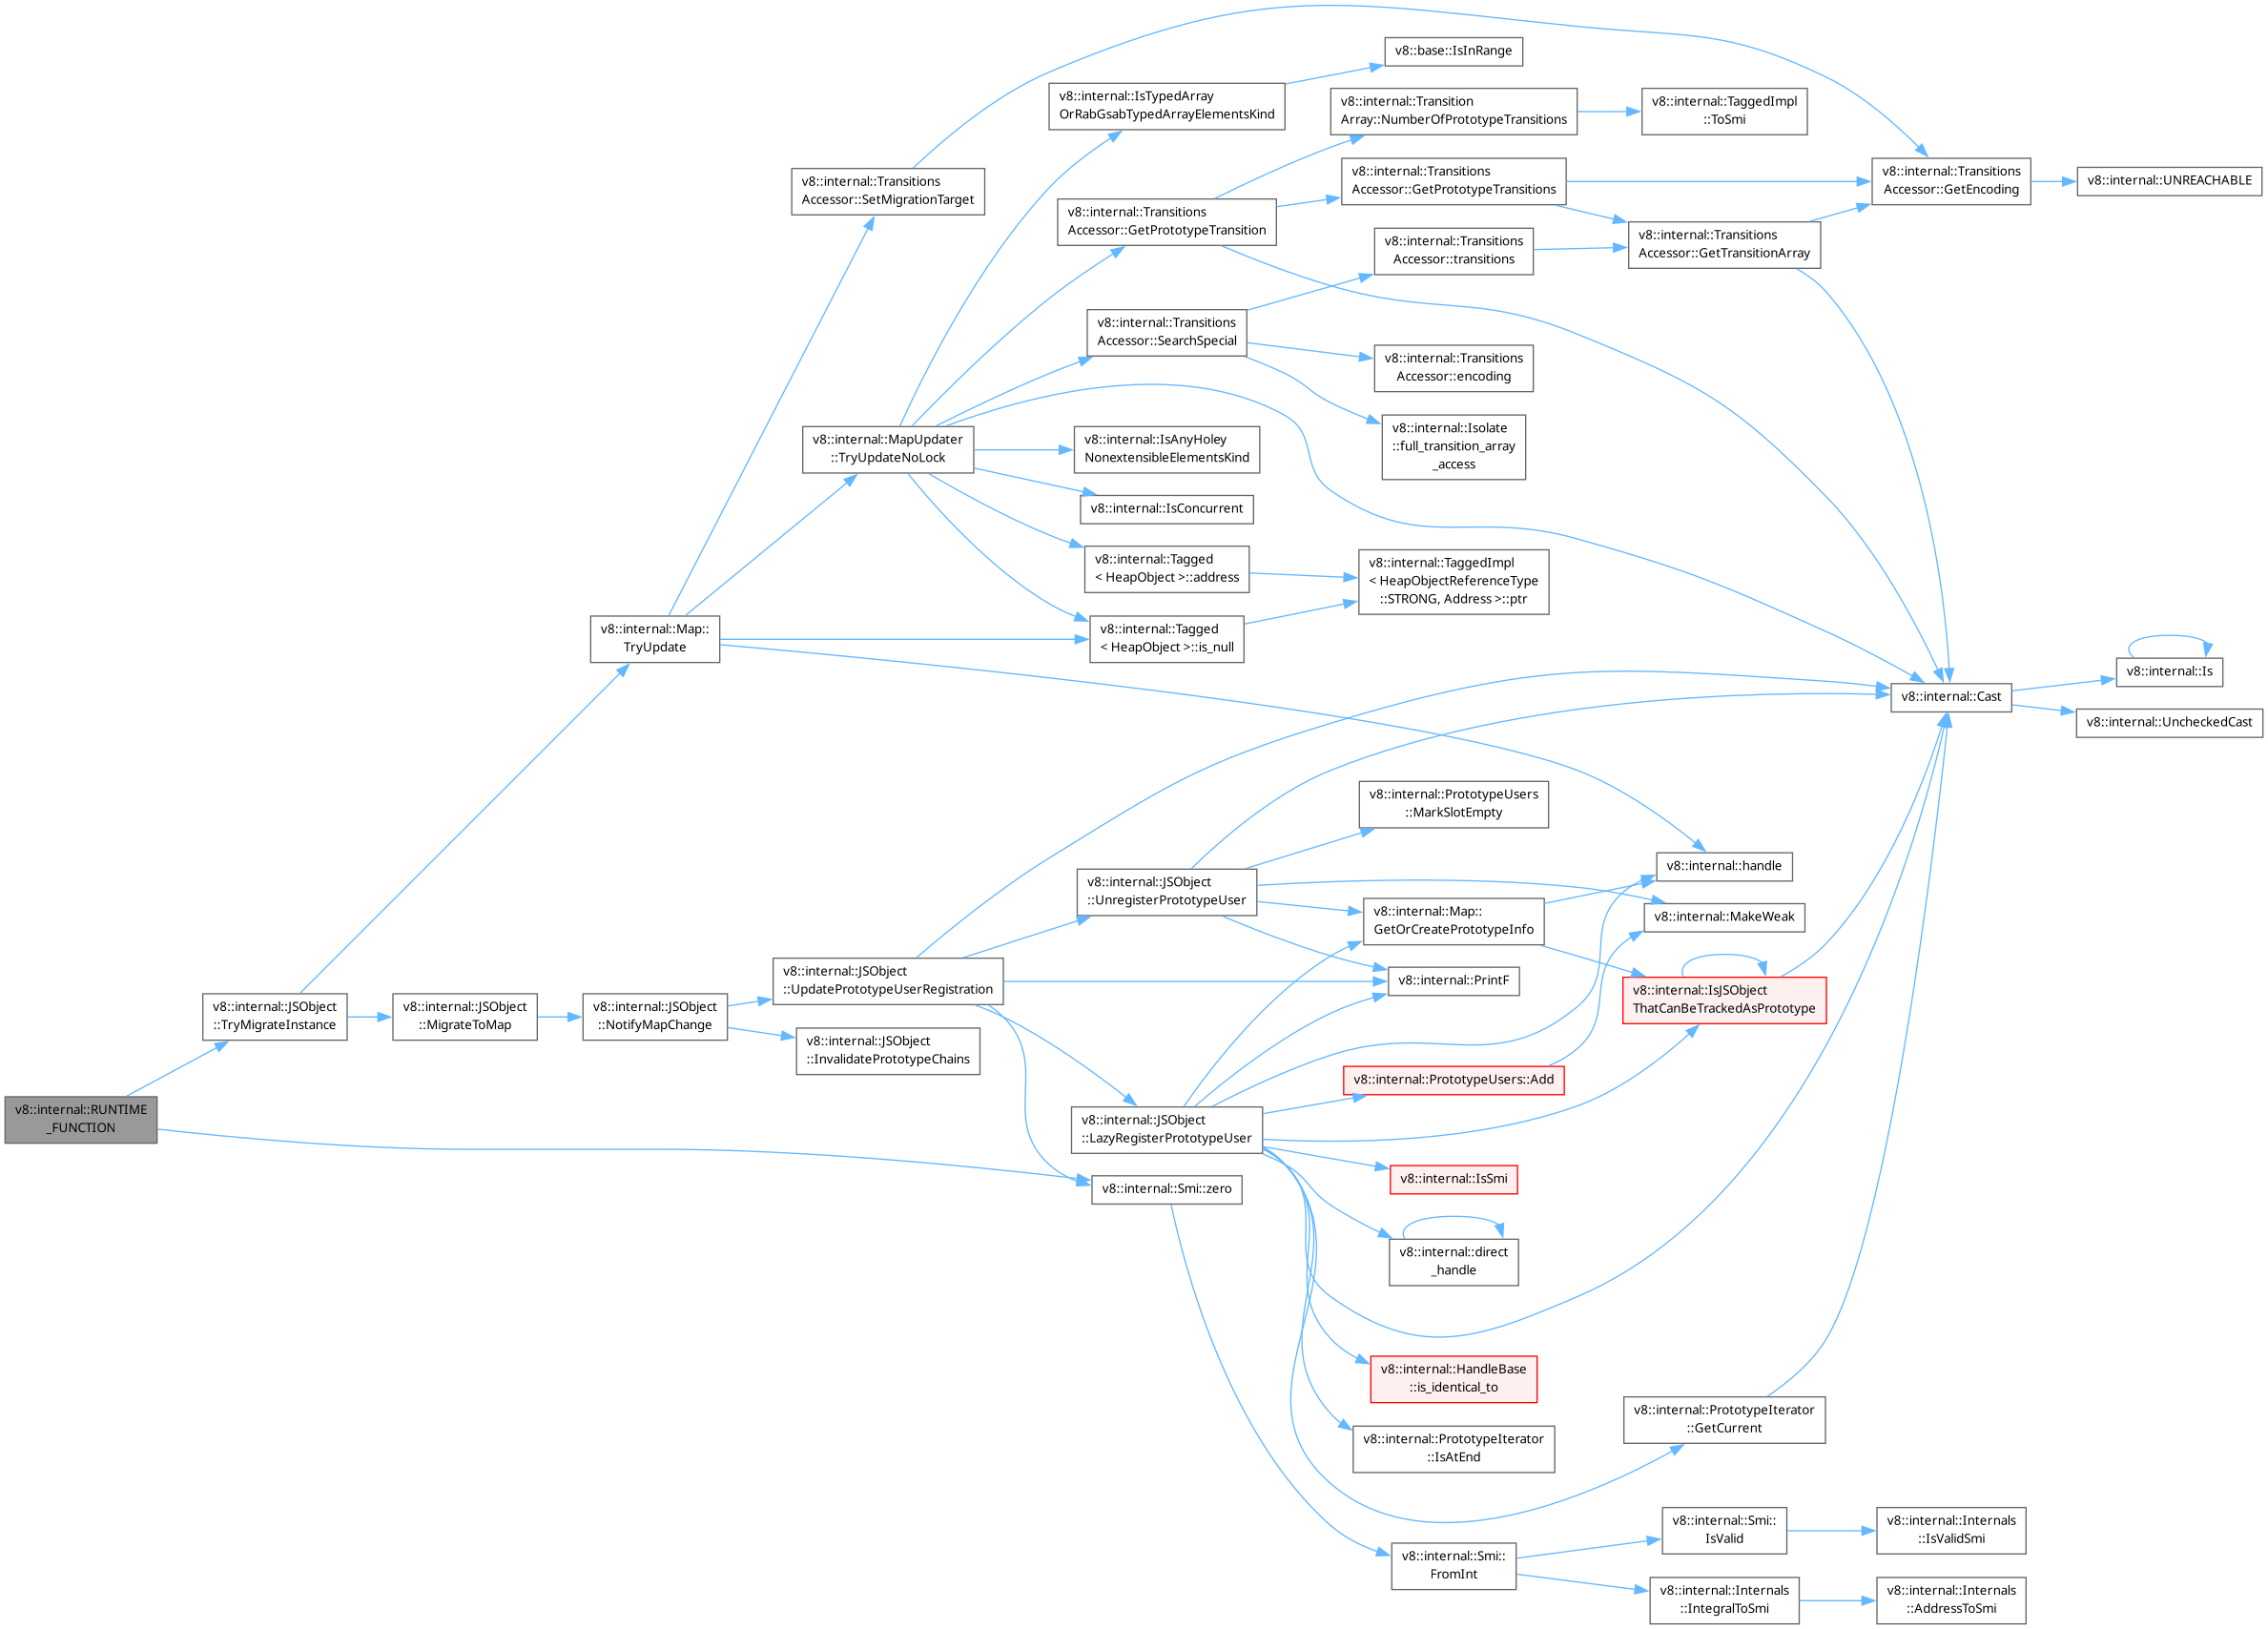 v8::base::IsInRange
v8::internal::IsTypedArray
OrRabGsabTypedArrayElementsKind
v8::internal::Transition
Array::NumberOfPrototypeTransitions
v8::internal::TaggedImpl
::ToSmi
v8::internal::Transitions
Accessor::SetMigrationTarget
v8::internal::Transitions
Accessor::GetPrototypeTransitions
v8::internal::Transitions
Accessor::GetEncoding
v8::internal::UNREACHABLE
v8::internal::Transitions
Accessor::GetPrototypeTransition
v8::internal::Transitions
Accessor::transitions
v8::internal::Transitions
Accessor::GetTransitionArray
v8::internal::Transitions
Accessor::SearchSpecial
v8::internal::Transitions
Accessor::encoding
v8::internal::MapUpdater
::TryUpdateNoLock
v8::internal::IsAnyHoley
NonextensibleElementsKind
v8::internal::Isolate
::full_transition_array
_access
v8::internal::IsConcurrent
v8::internal::Tagged
< HeapObject >::address
v8::internal::TaggedImpl
< HeapObjectReferenceType
::STRONG, Address >::ptr
v8::internal::Map::
TryUpdate
v8::internal::Tagged
< HeapObject >::is_null
v8::internal::Is
v8::internal::Cast
v8::internal::UncheckedCast
v8::internal::PrototypeUsers
::MarkSlotEmpty
v8::internal::handle
v8::internal::JSObject
::UnregisterPrototypeUser
v8::internal::Map::
GetOrCreatePrototypeInfo
v8::internal::MakeWeak
v8::internal::JSObject
::UpdatePrototypeUserRegistration
v8::internal::PrintF
v8::internal::IsJSObject
ThatCanBeTrackedAsPrototype
v8::internal::JSObject
::TryMigrateInstance
v8::internal::JSObject
::MigrateToMap
v8::internal::JSObject
::NotifyMapChange
v8::internal::JSObject
::InvalidatePrototypeChains
v8::internal::PrototypeUsers::Add
v8::internal::RUNTIME
_FUNCTION
v8::internal::JSObject
::LazyRegisterPrototypeUser
v8::internal::IsSmi
v8::internal::Smi::zero
v8::internal::direct
_handle
v8::internal::HandleBase
::is_identical_to
v8::internal::PrototypeIterator
::GetCurrent
v8::internal::PrototypeIterator
::IsAtEnd
v8::internal::Smi::
IsValid
v8::internal::Internals
::IsValidSmi
v8::internal::Smi::
FromInt
v8::internal::Internals
::IntegralToSmi
v8::internal::Internals
::AddressToSmi